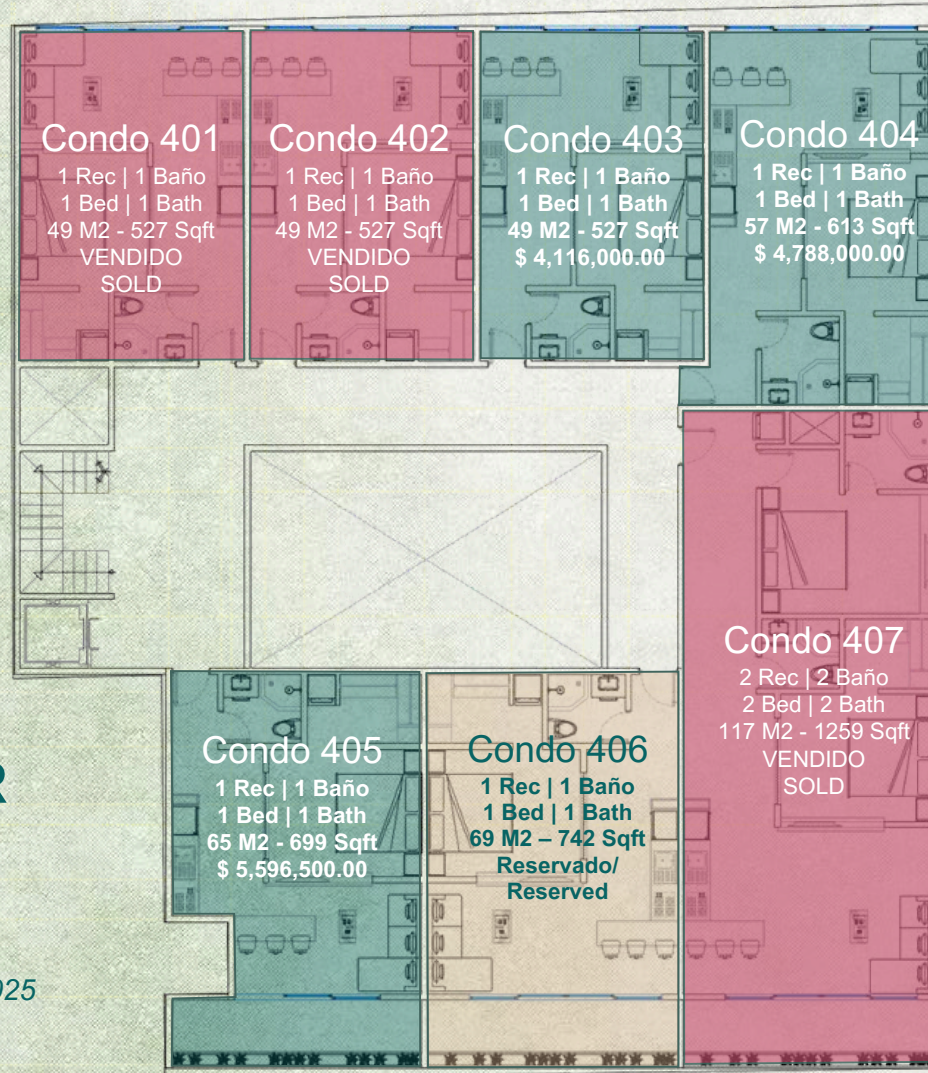 Condo 401
1 Rec | 1 Baño
1 Bed | 1 Bath
49 M2 - 527 Sqft
VENDIDO
SOLD
Condo 402
1 Rec | 1 Baño
1 Bed | 1 Bath
49 M2 - 527 Sqft
VENDIDO
SOLD
Condo 403
1 Rec | 1 Baño
1 Bed | 1 Bath
49 M2 - 527 Sqft
$ 4,116,000.00
Condo 404
1 Rec | 1 Baño
1 Bed | 1 Bath
57 M2 - 613 Sqft
$ 4,788,000.00
Condo 407
2 Rec | 2 Baño
2 Bed | 2 Bath
117 M2 - 1259 Sqft
VENDIDO
SOLD
Condo 405
1 Rec | 1 Baño
1 Bed | 1 Bath
65 M2 - 699 Sqft
$ 5,596,500.00
Condo 406
1 Rec | 1 Baño
1 Bed | 1 Bath
69 M2 – 742 Sqft
Reservado/
Reserved
R
025